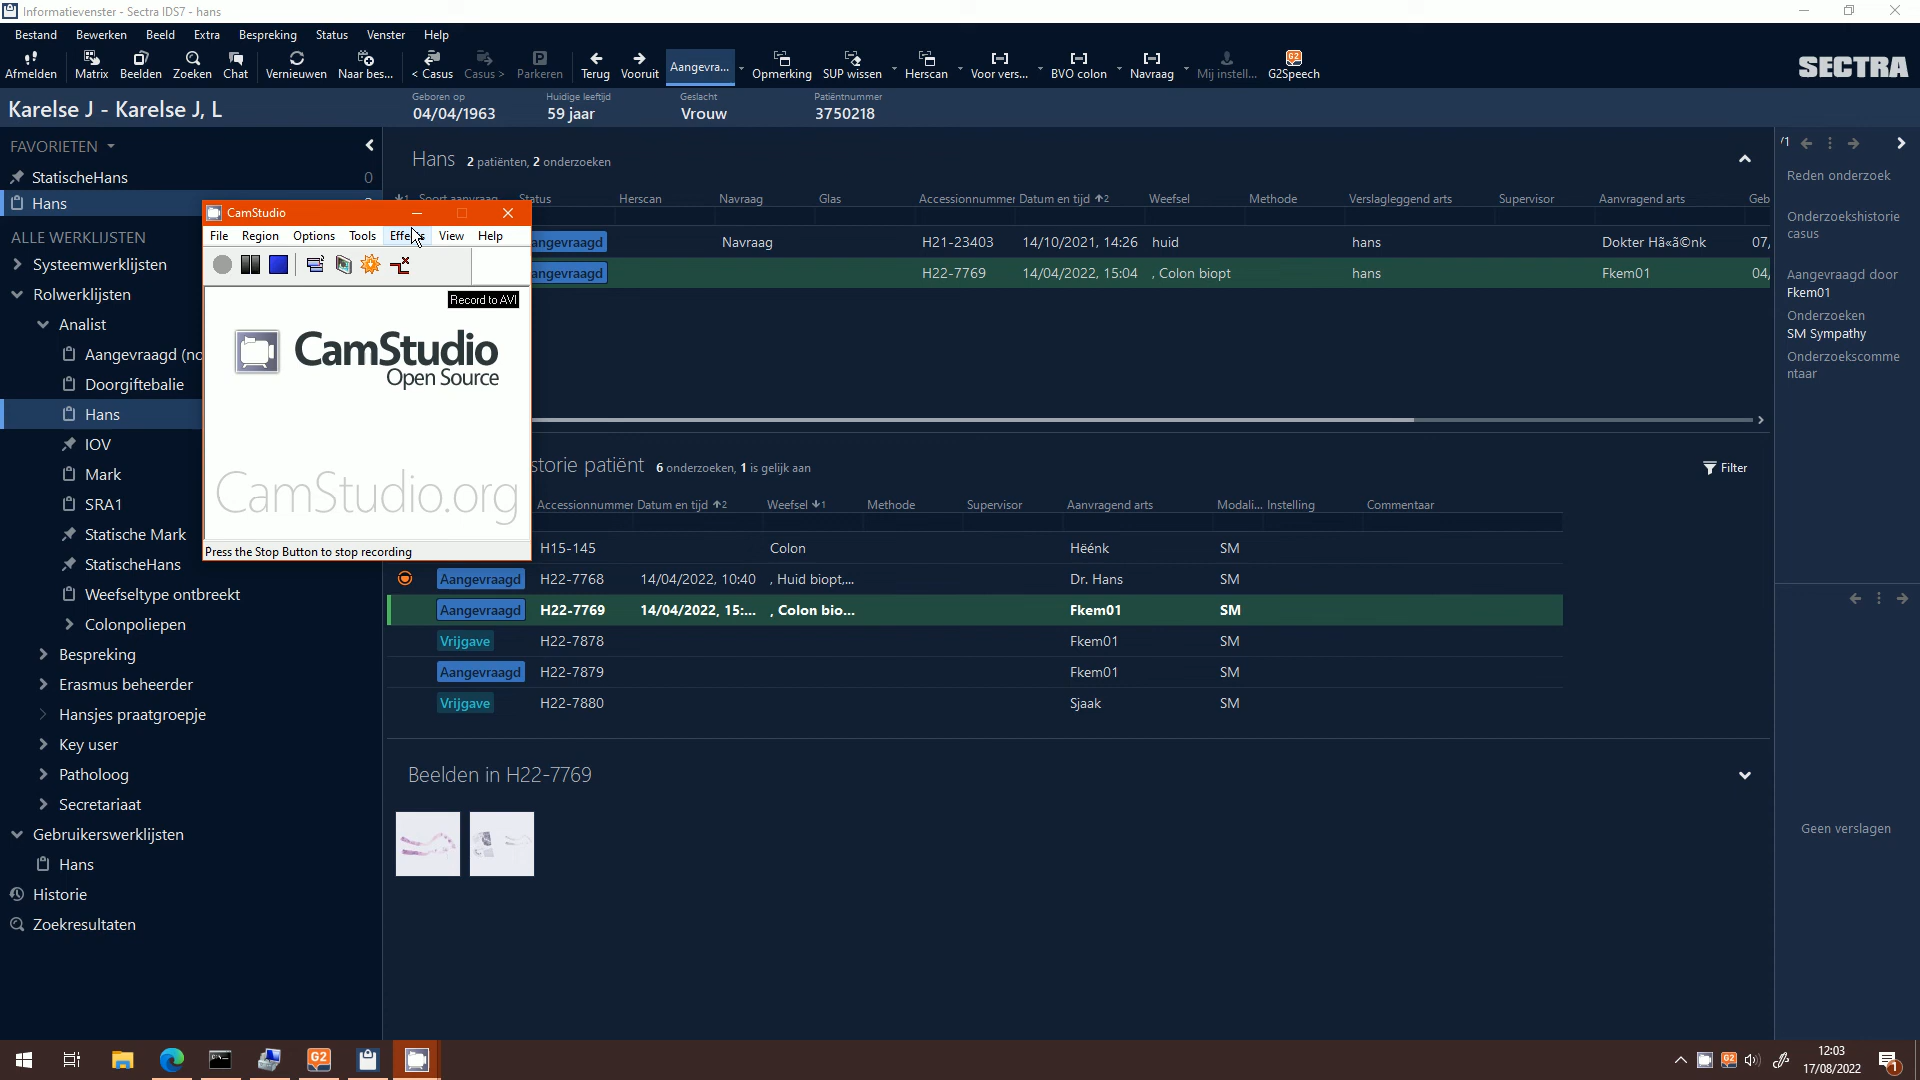 Informatievenster - Sectra IDS7 - hans
Bestand Bewerken Beeld Extra Bespreking Status Venster Help
Afmelden Matrix Beelden Zoeken Chat Vernieuwen Naar bes... < Casus Casus > Parkeren Terug Vooruit Aangevra... Opmerking SUP wissen Herscan Voor vers... BVO colon Navraag Mij instell... G2Speech
SECTRA
Karelse J - Karelse J, L
Geboren op Huidige leeftijd Geslacht Patiëntnummer
04/04/1963 59 jaar Vrouw 3750218
FAVORIETEN
StatischeHans 0
Hans
ALLE WERKLIJSTEN
Systeemwerklijsten
Rolwerklijsten
Analist
Aangevraagd (no
Doorgiftebalie
Hans
IOV
Mark
SRA1
Statische Mark
StatischeHans
Weefseltype ontbreekt
Colonpoliepen
Bespreking
Erasmus beheerder
Hansjes praatgroepje
Key user
Patholoog
Secretariaat
Gebruikerswerklijsten
Hans
Historie
Zoekresultaten
CamStudio
File Region Options Tools Effects View Help
Record to AVI
CamStudio
Open Source
CamStudio.org
Press the Stop Button to stop recording
Hans 2 patiënten, 2 onderzoeken
Status Herscan Navraag Glas Accessionnummer Datum en tijd 2 Weefsel Methode Verslagleggend arts Supervisor Aanvragend arts Geb
angevraagd Navraag H21-23403 14/10/2021, 14:26 huid hans Dokter Hã«ã©nk 07,
angevraagd H22-7769 14/04/2022, 15:04 , Colon biopt hans Fkem01 04,
storie patiënt 6 onderzoeken, 1 is gelijk aan
Filter
Accessionnummer Datum en tijd 2 Weefsel 1 Methode Supervisor Aanvragend arts Modali... Instelling Commentaar
H15-145 Colon Hëénk SM
Aangevraagd H22-7768 14/04/2022, 10:40 , Huid biopt,... Dr. Hans SM
Aangevraagd H22-7769 14/04/2022, 15:... , Colon bio... Fkem01 SM
Vrijgave H22-7878 Fkem01 SM
Aangevraagd H22-7879 Fkem01 SM
Vrijgave H22-7880 Sjaak SM
Beelden in H22-7769
/1
Reden onderzoek
Onderzoekshistorie
casus
Aangevraagd door
Fkem01
Onderzoeken
SM Sympathy
Onderzoekscomme
ntaar
Geen verslagen
G2
G2
12:03
17/08/2022
1